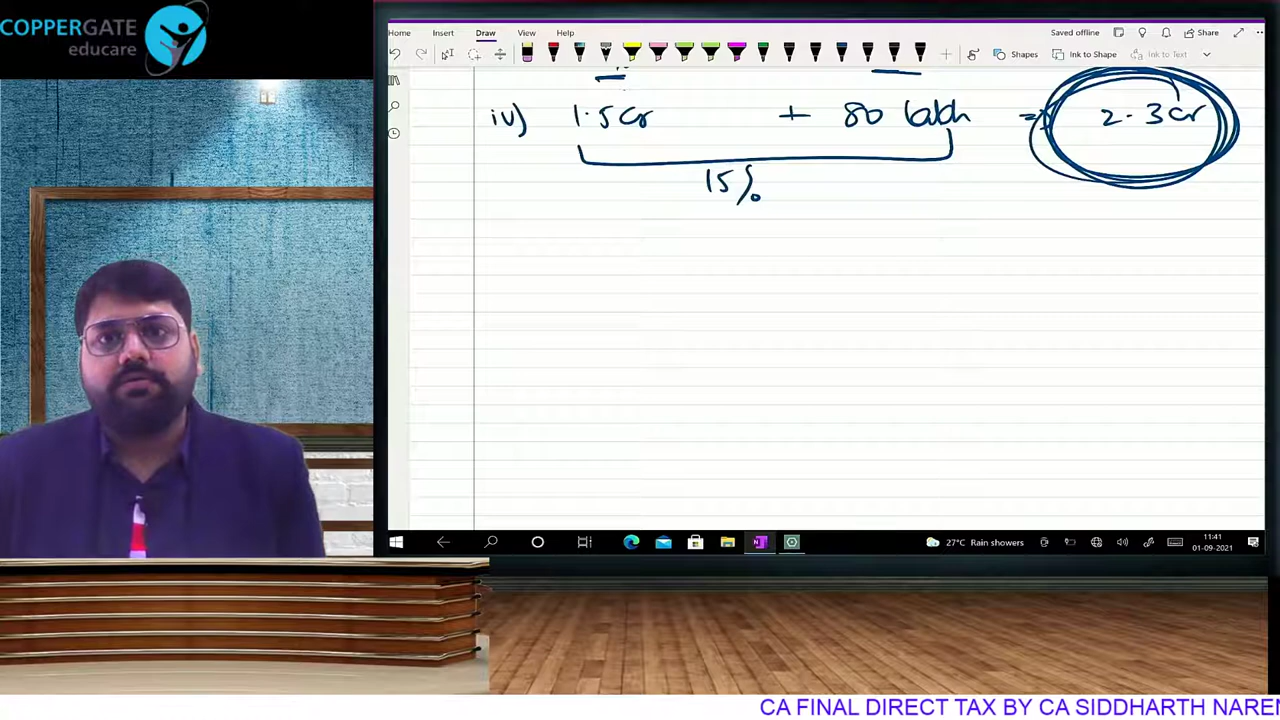 COPPERGATE
educare
Home Insert Draw View Help
Saved offline
Share
Shapes
Ink to Shape
Ink to Text
iv) 1.5cr + 80 lakh => 2.3cr
15%
27°C Rain showers
11:41
01-09-2021
CA FINAL DIRECT TAX BY CA SIDDHARTH NAREN